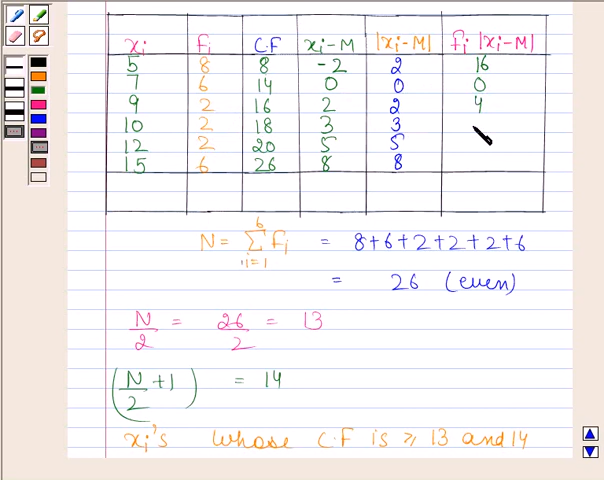 xi fi C.F xi-M |xi-M| fi |xi-M|
5 8 8 -2 2 16
7 6 14 0 0 0
9 2 16 2 2 4
10 2 18 3 3
12 2 20 5 5
15 6 26 8 8
N = 6 Σ i=1 fi = 8+6+2+2+2+6
= 26 (even)
N/2 = 26/2 = 13
(N/2 + 1) = 14
xi's whose C.F is ≥ 13 and 14